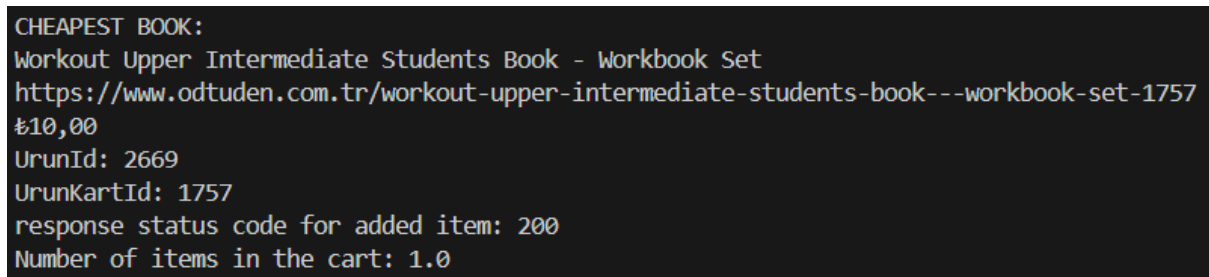 CHEAPEST BOOK:
Workout Upper Intermediate Students Book - Workbook Set
https://www.odtuden.com.tr/workout-upper-intermediate-students-book---workbook-set-1757
₺10,00
UrunId: 2669
UrunKartId: 1757
response status code for added item: 200
Number of items in the cart: 1.0